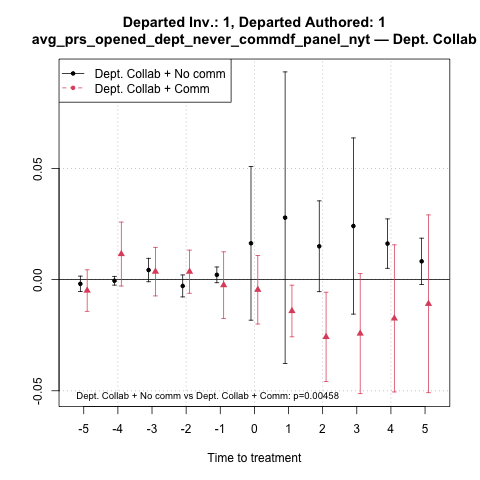 Departed Inv.: 1, Departed Authored: 1
avg_prs_opened_dept_never_commdf_panel_nyt — Dept. Collab
Dept. Collab + No comm
Dept. Collab + Comm
0.05
0.00
-0.05
Dept. Collab + No comm vs Dept. Collab + Comm: p=0.00458
-5 -4 -3 -2 -1 0 1 2 3 4 5
Time to treatment